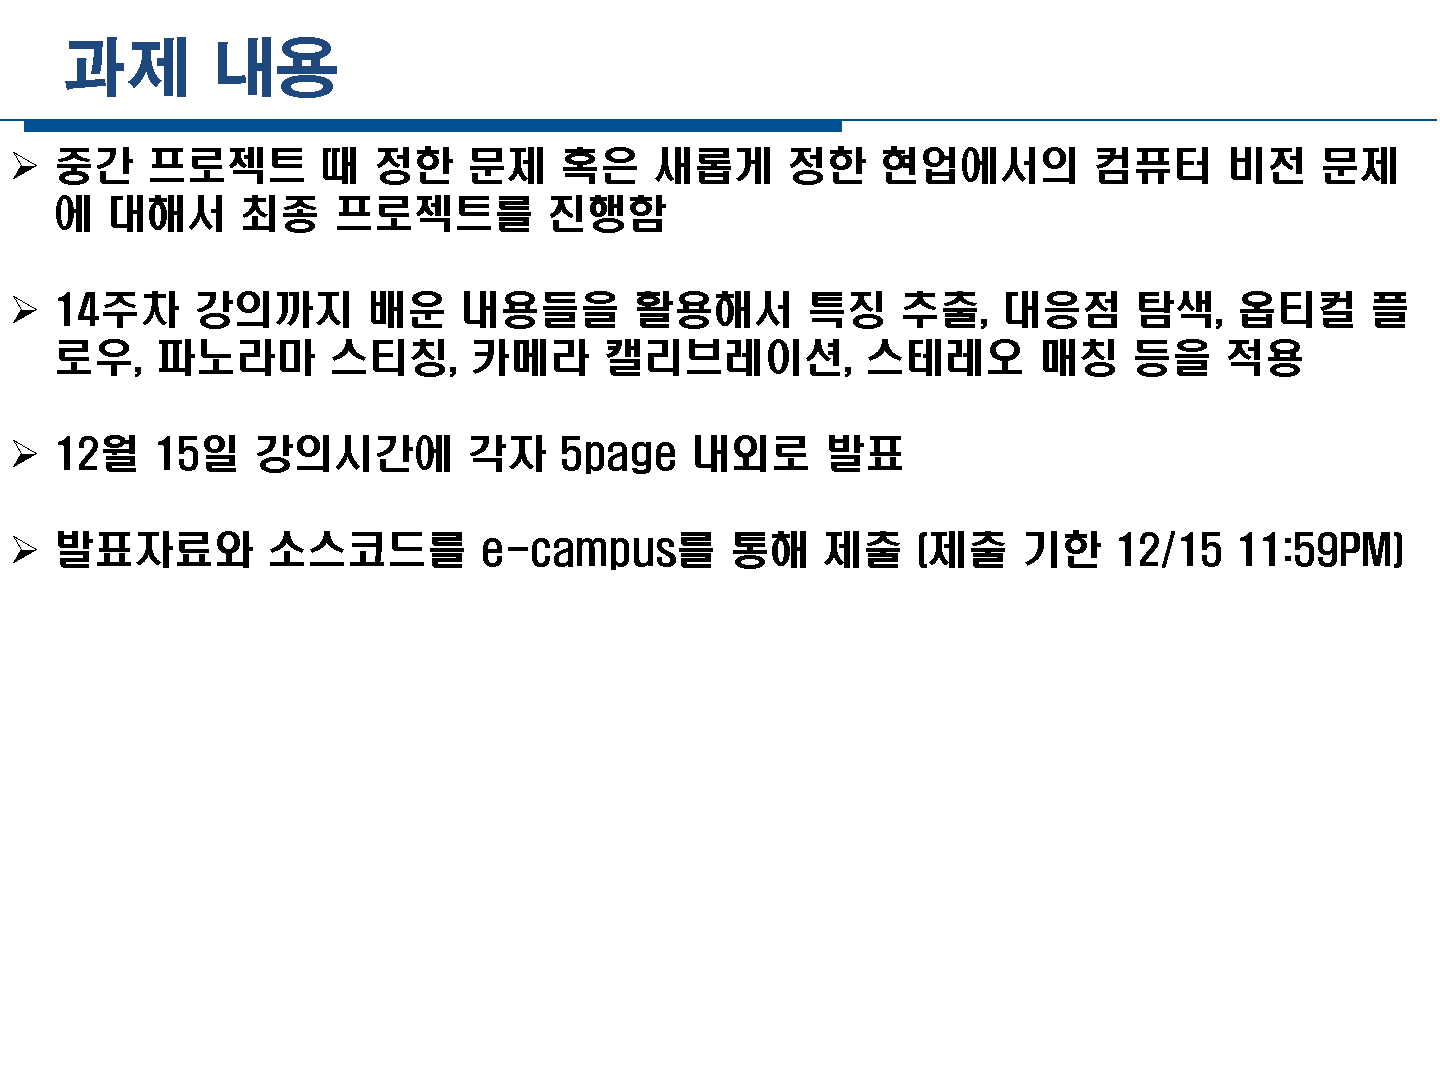 과제 내용
➢ 중간 프로젝트 때 정한 문제 혹은 새롭게 정한 현업에서의 컴퓨터 비전 문제
에 대해서 최종 프로젝트를 진행함
➢ 14주차 강의까지 배운 내용들을 활용해서 특징 추출, 대응점 탐색, 옵티컬 플
로우, 파노라마 스티칭, 카메라 캘리브레이션, 스테레오 매칭 등을 적용
➢ 12월 15일 강의시간에 각자 5page 내외로 발표
➢ 발표자료와 소스코드를 e-campus를 통해 제출 (제출 기한 12/15 11:59PM)